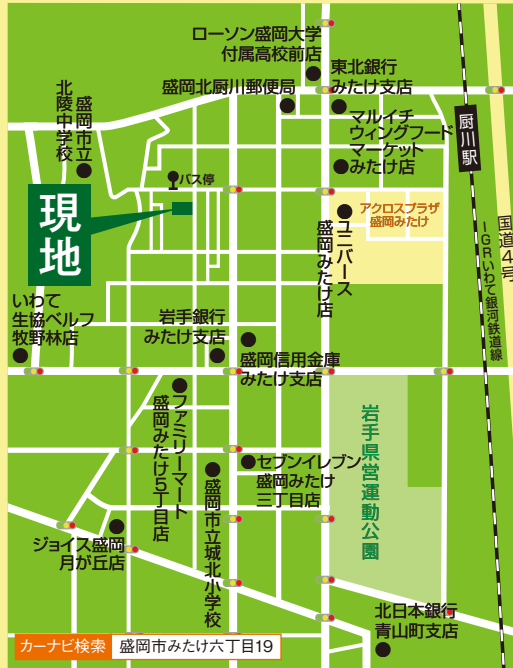 ローソン盛岡大学
付属高校前店
東北銀行
みたけ支店
盛岡北厨川郵便局
マルイチ
ウィングフード
マーケット
みたけ店
厨川駅
盛岡市立
北陵中学校
バス停
現地
アクロスプラザ
盛岡みたけ
ユニバース
盛岡みたけ店
国道4号
IGRいわて銀河鉄道線
いわて
生協ベルフ
牧野林店
岩手銀行
みたけ支店
盛岡信用金庫
みたけ支店
ファミリーマート
盛岡みたけ5丁目店
岩手県営運動公園
セブンイレブン
盛岡みたけ
三丁目店
盛岡市立城北小学校
ジョイス盛岡
月が丘店
北日本銀行
青山町支店
カーナビ検索 盛岡市みたけ六丁目19